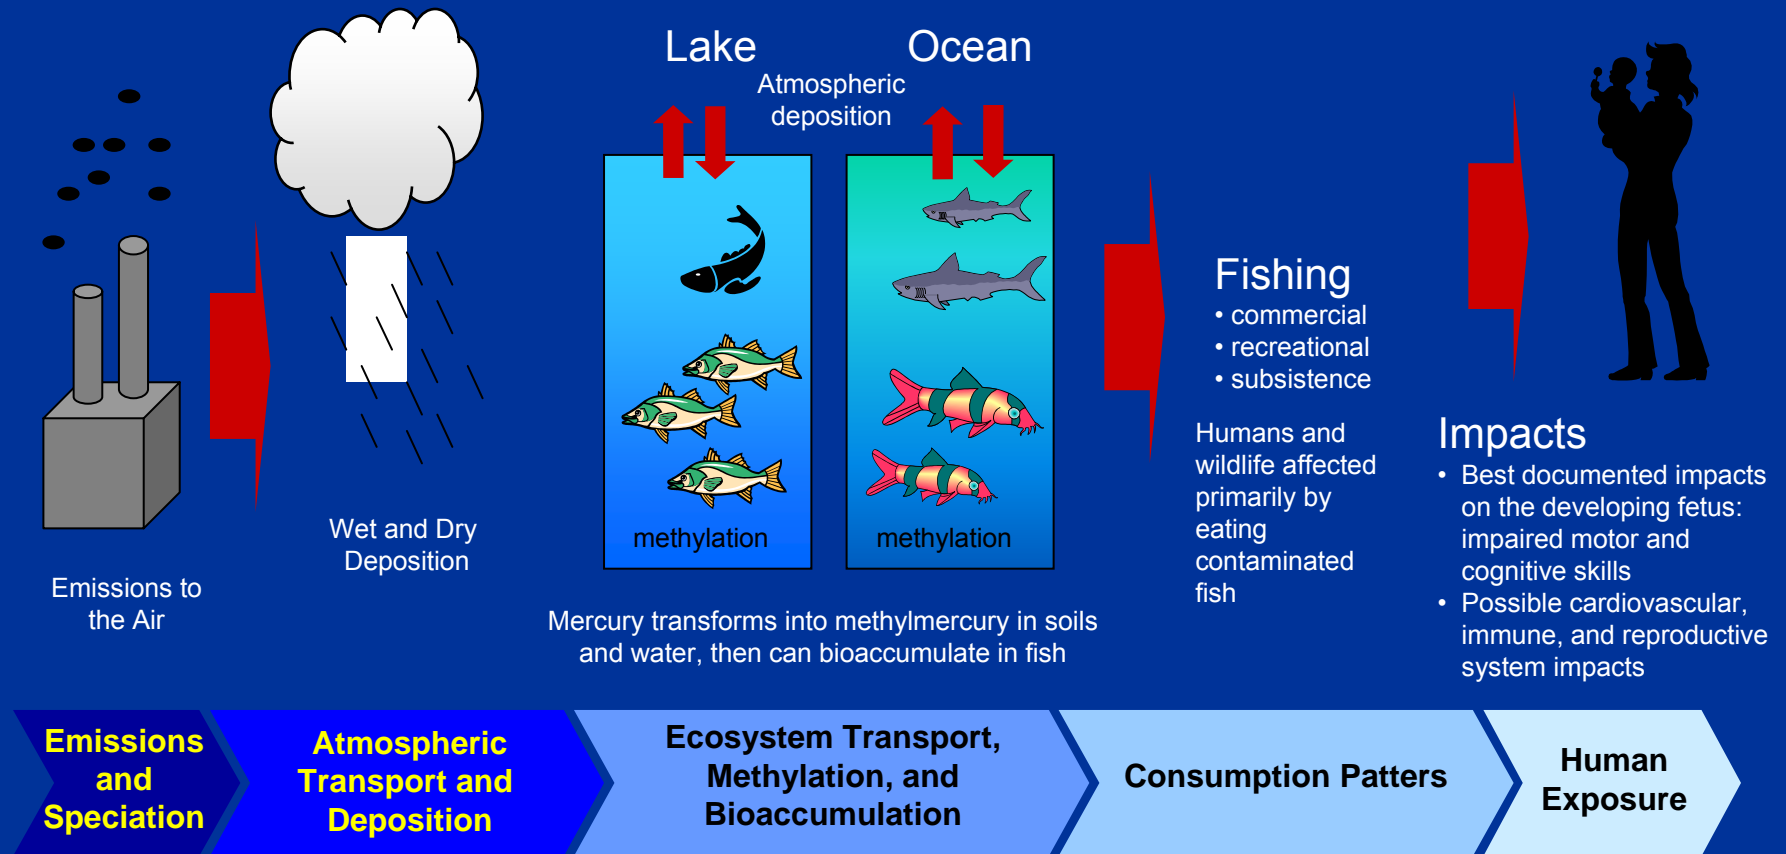 Lake
Ocean
Atmospheric
deposition
methylation
methylation
Emissions to
the Air
Wet and Dry
Deposition
Mercury transforms into methylmercury in soils
and water, then can bioaccumulate in fish
Fishing
• commercial
• recreational
• subsistence
Humans and
wildlife affected
primarily by
eating
contaminated
fish
Impacts
• Best documented impacts
on the developing fetus:
impaired motor and
cognitive skills
• Possible cardiovascular,
immune, and reproductive
system impacts
Emissions
and
Speciation
Atmospheric
Transport and
Deposition
Ecosystem Transport,
Methylation, and
Bioaccumulation
Consumption Patters
Human
Exposure